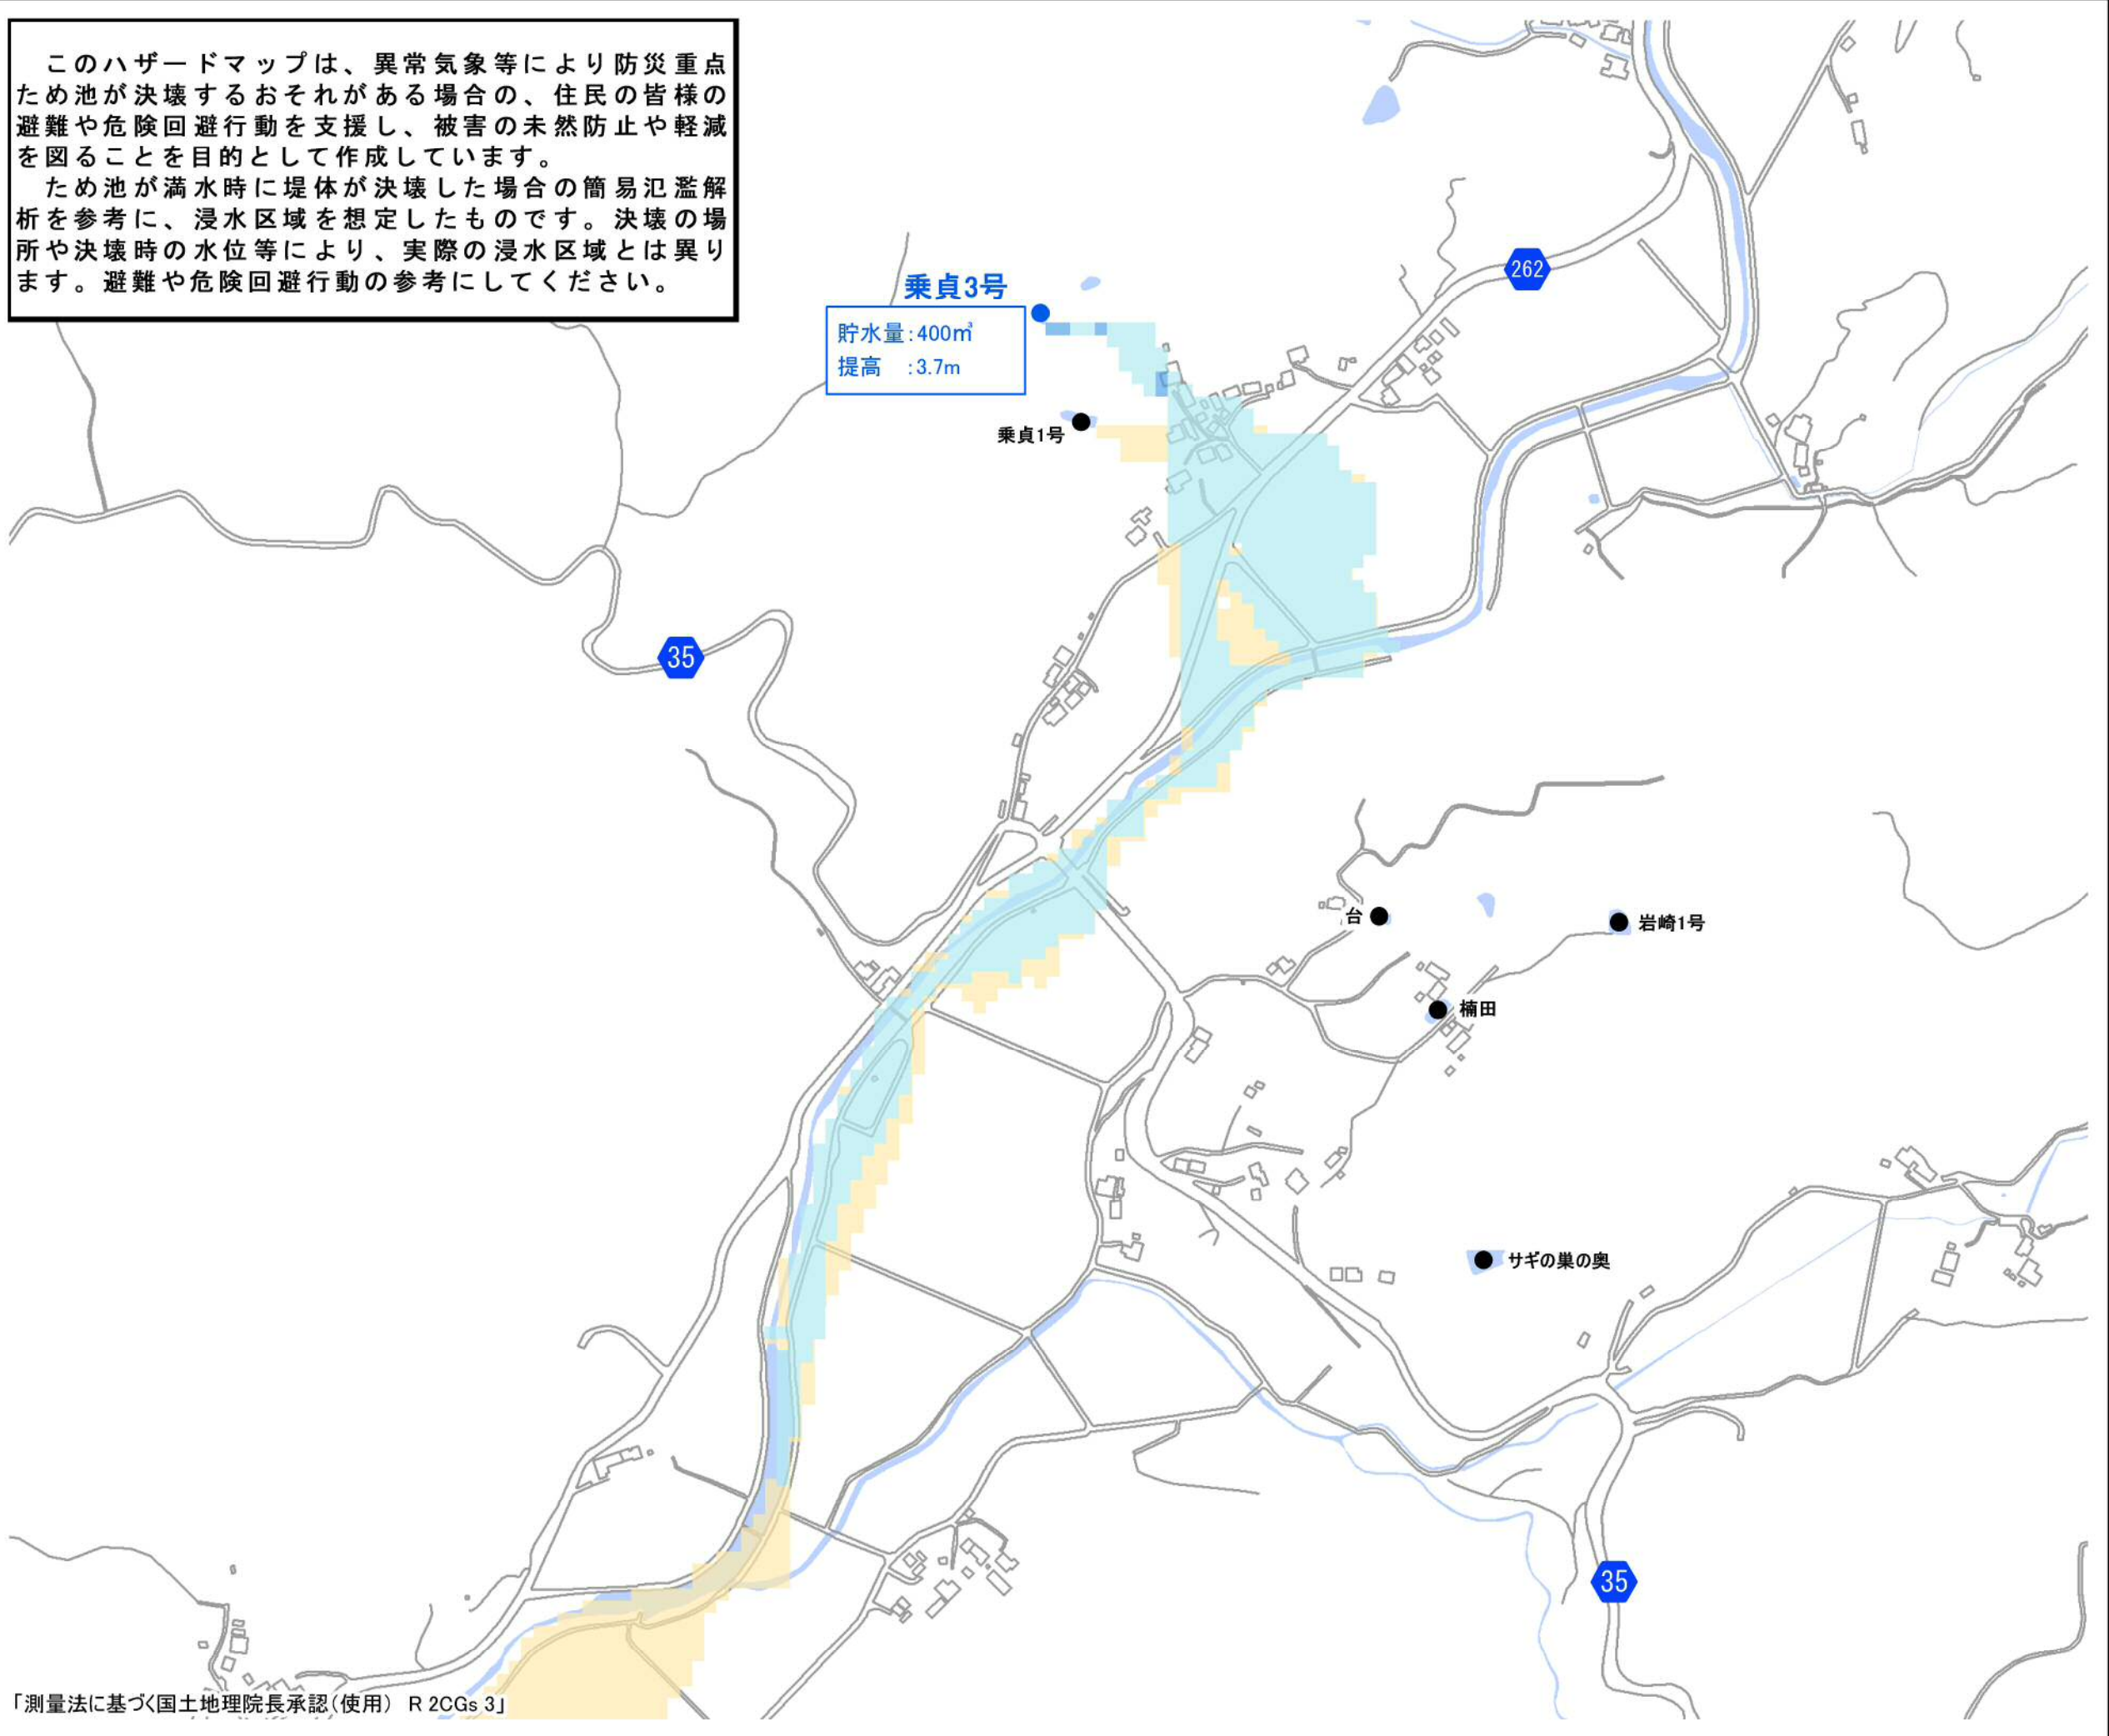 このハザードマップは、異常気象等により防災重点
ため池が決壊するおそれがある場合の、住民の皆様の
避難や危険回避行動を支援し、被害の未然防止や軽減
を図ることを目的として作成しています。
ため池が満水時に堤体が決壊した場合の簡易氾濫解
析を参考に、浸水区域を想定したものです。決壊の場
所や決壊時の水位等により、実際の浸水区域とは異り
ます。避難や危険回避行動の参考にしてください。
262
乗貞3号
貯水量:400㎥
提高 :3.7m
乗貞1号
35
台
岩崎1号
楠田
サギの巣の奥
35
「測量法に基づく国土地理院長承認(使用) R 2CGs 3」